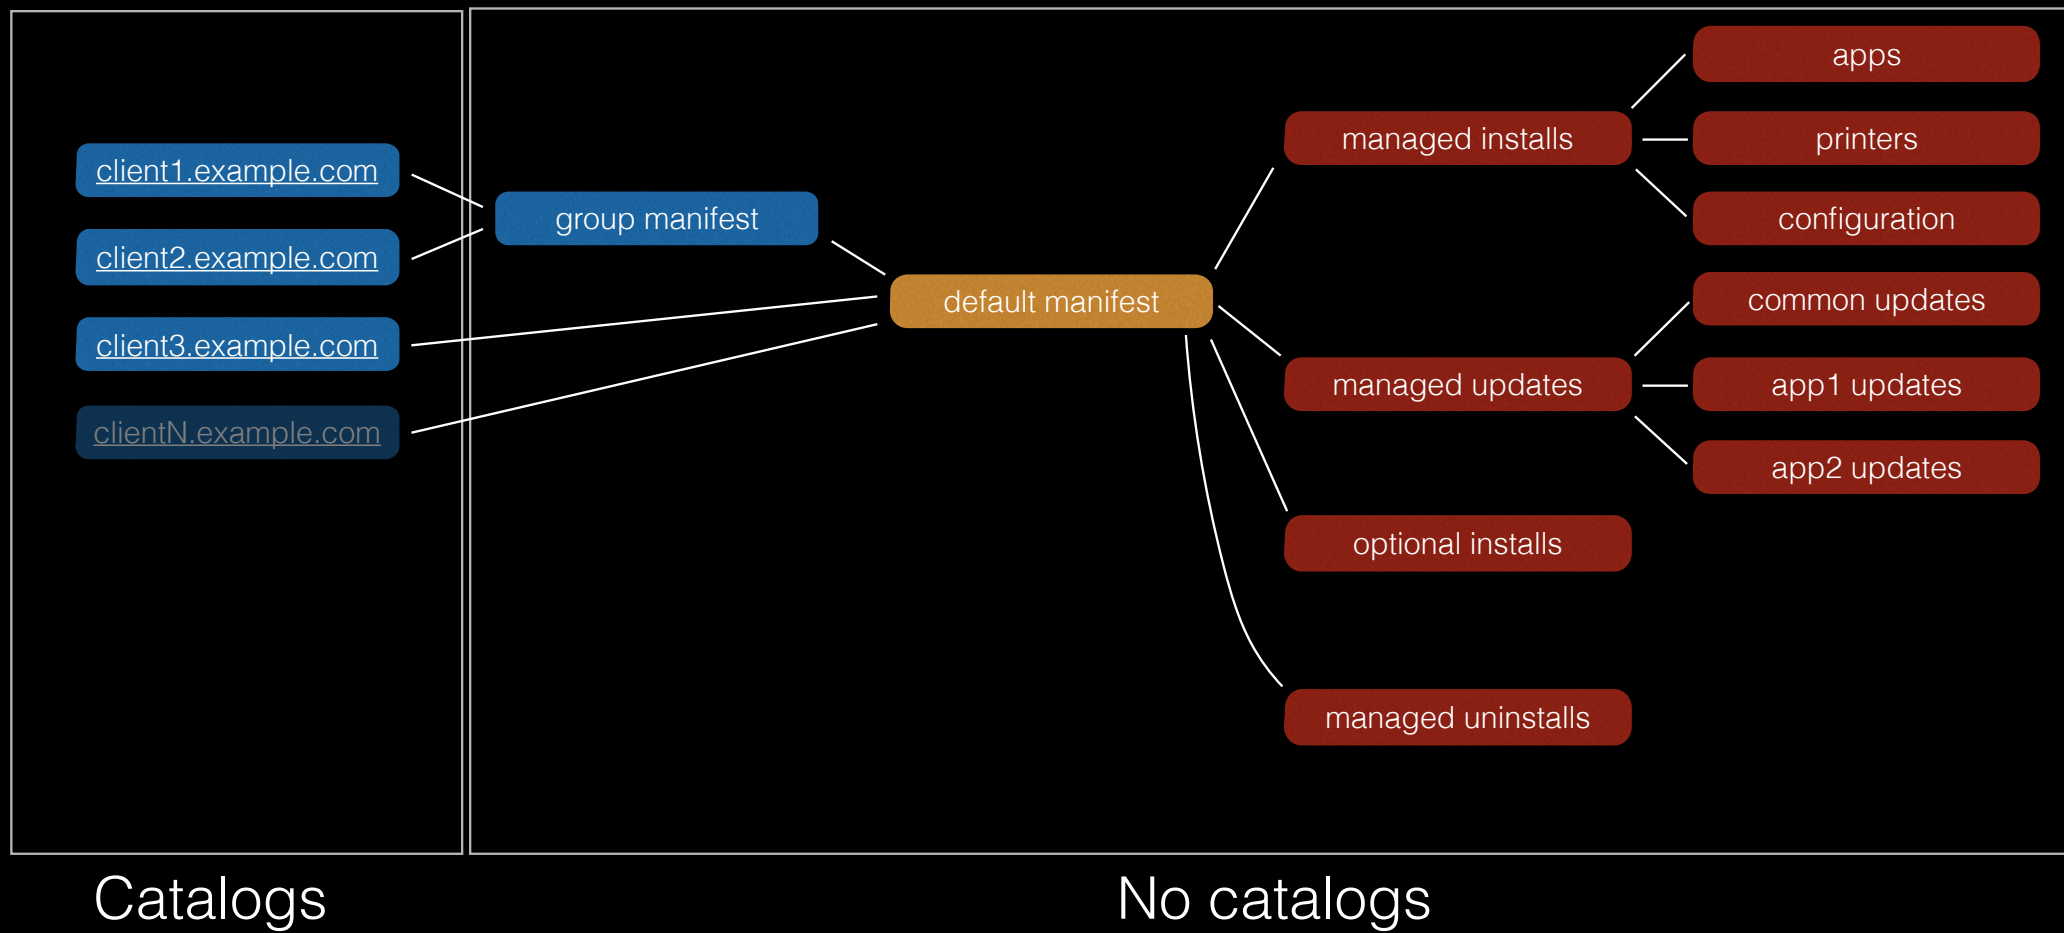 client1.example.com
client2.example.com
client3.example.com
clientN.example.com
group manifest
default manifest
managed installs
managed updates
optional installs
managed uninstalls
apps
printers
configuration
common updates
app1 updates
app2 updates
Catalogs
No catalogs